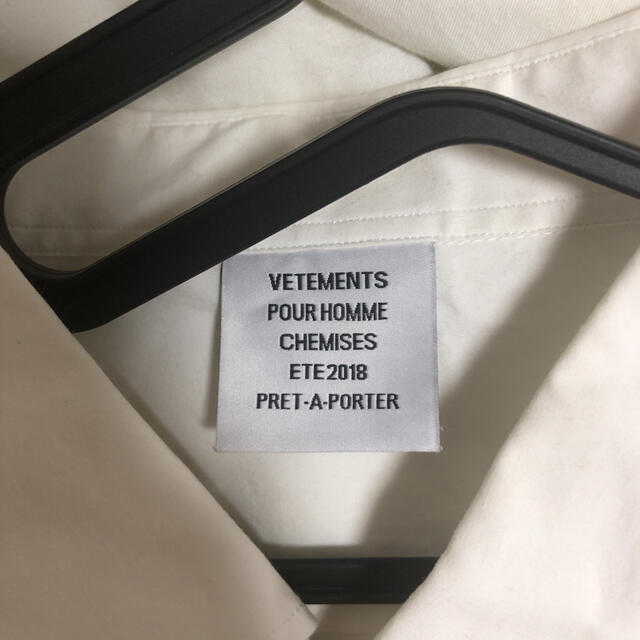 VETEMENTS
POUR HOMME
CHEMISES
ETE2018
PRET-A-PORTER